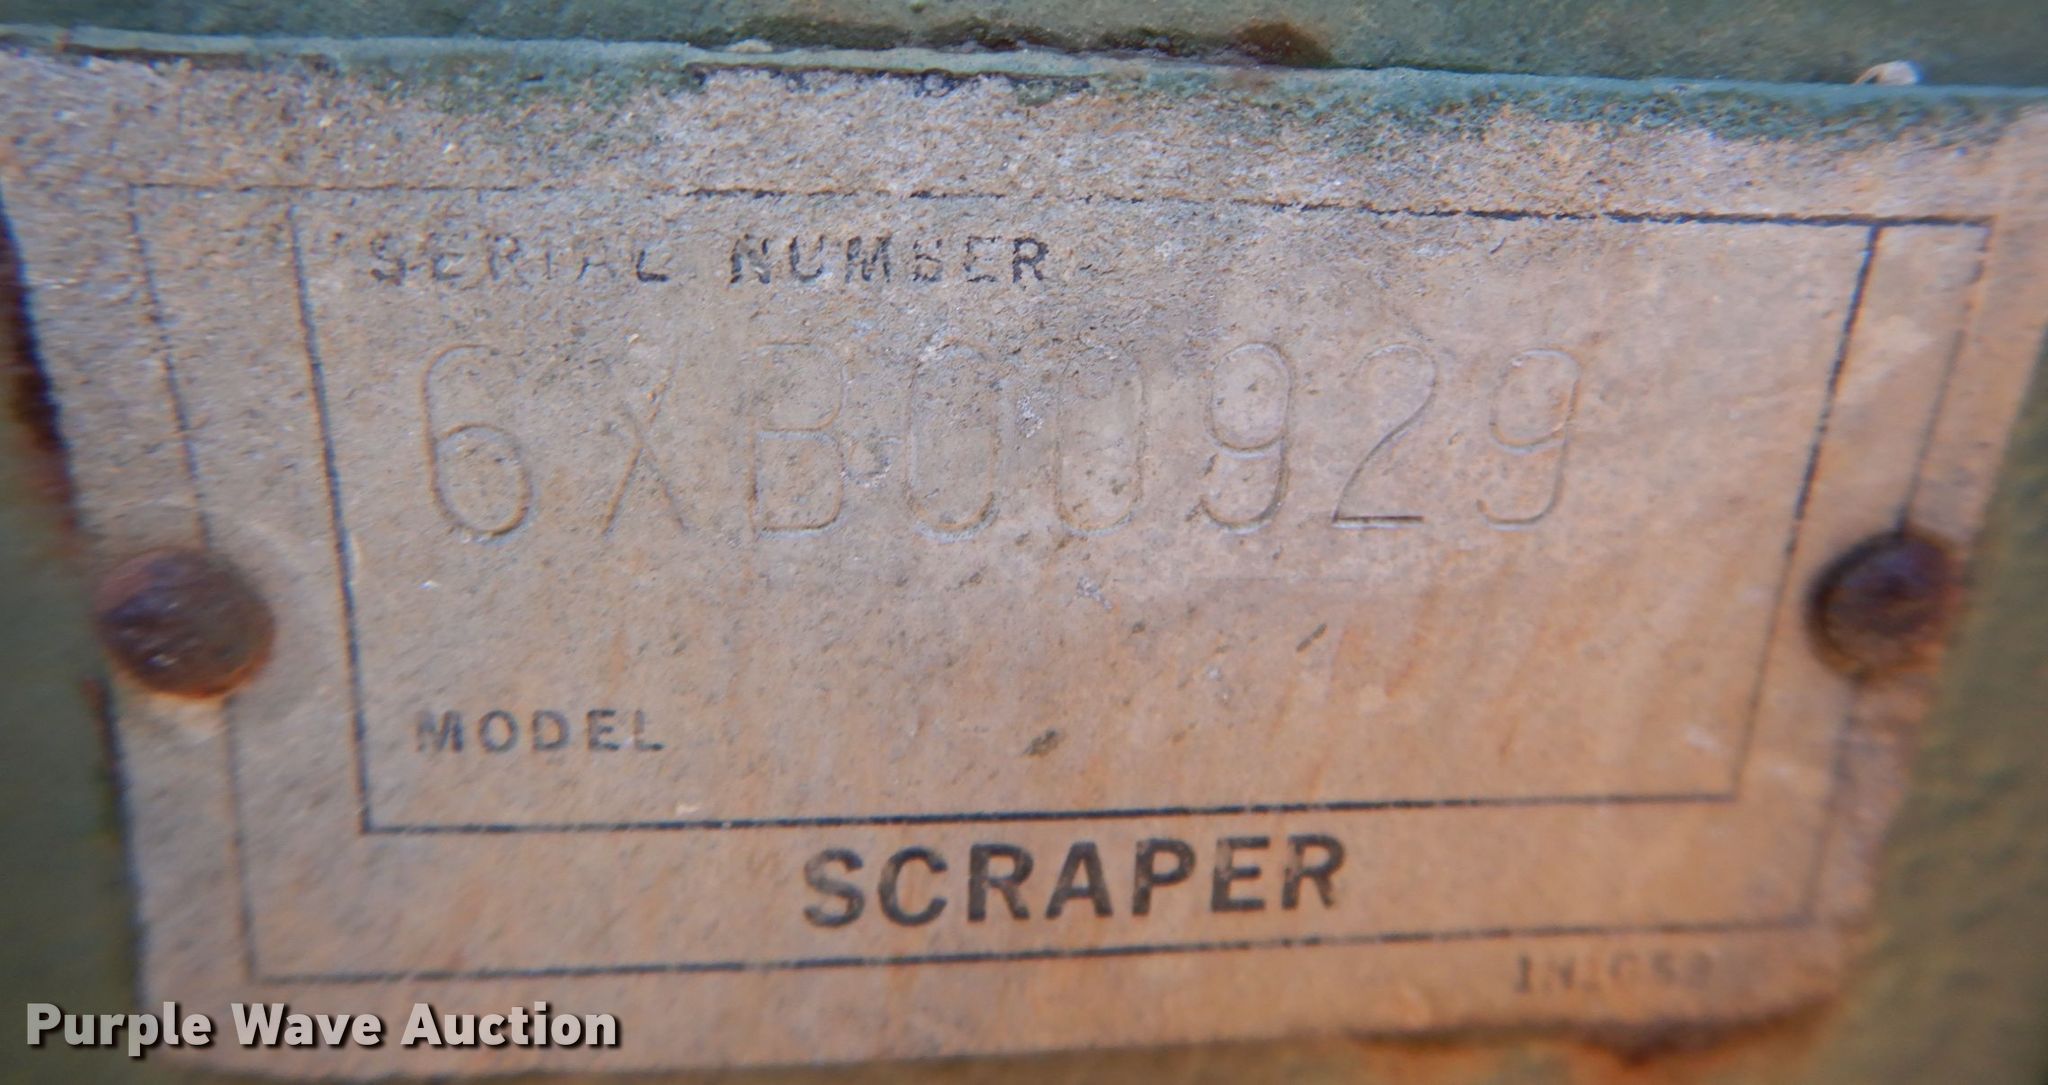 SERIAL NUMBER
6XB00929
MODEL
SCRAPER
Purple Wave Auction